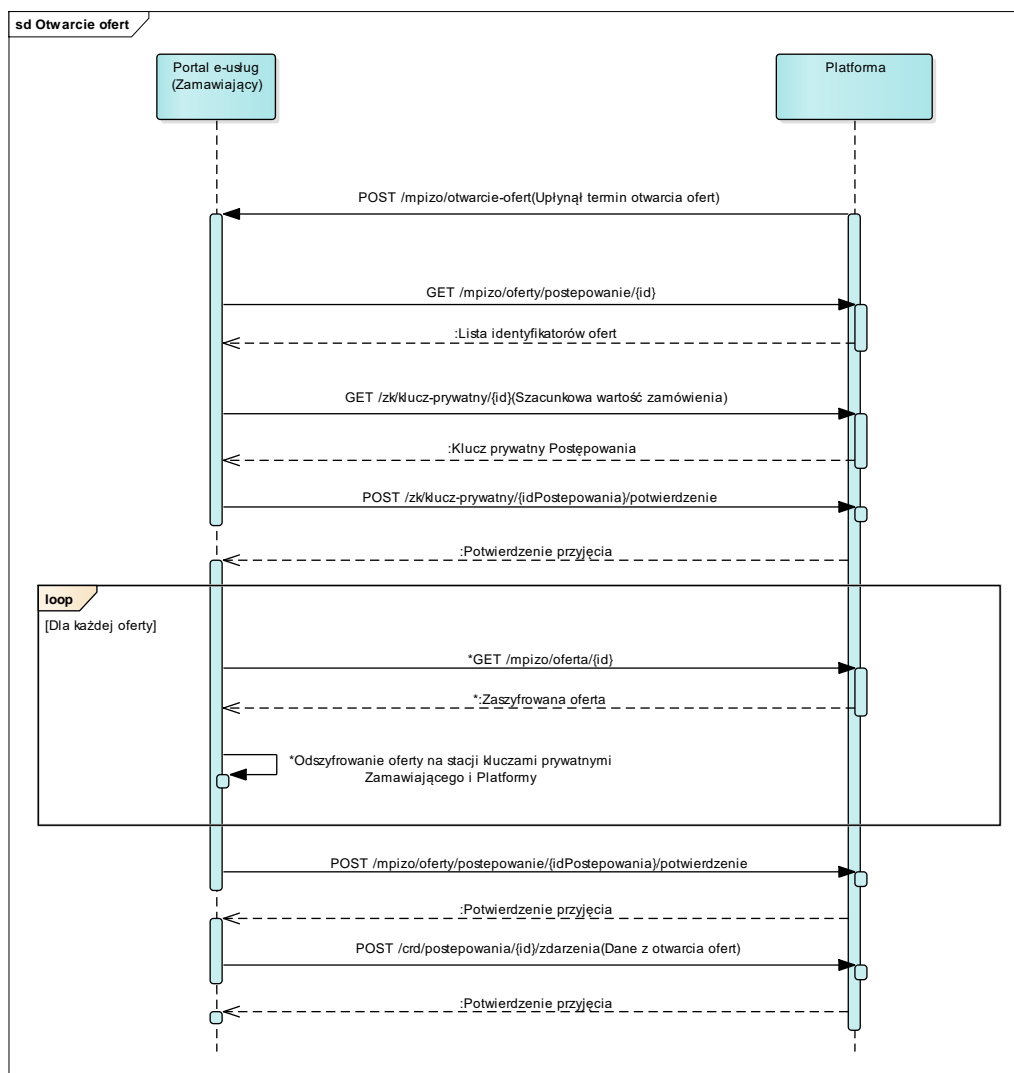 sd Otwarcie ofert
Portal e-usług
(Zamawiający)
Platforma
POST /mpizo/otwarcie-ofert(Upłynął termin otwarcia ofert)
GET /mpizo/oferty/postepowanie/{id}
:Lista identyfikatorów ofert
GET /zk/klucz-prywatny/{id}(Szacunkowa wartość zamówienia)
:Klucz prywatny Postępowania
POST /zk/klucz-prywatny/{idPostepowania}/potwierdzenie
:Potwierdzenie przyjęcia
loop
[Dla każdej oferty]
*GET /mpizo/oferta/{id}
*:Zaszyfrowana oferta
*Odszyfrowanie oferty na stacji kluczami prywatnymi
Zamawiającego i Platformy
POST /mpizo/oferty/postepowanie/{idPostepowania}/potwierdzenie
:Potwierdzenie przyjęcia
POST /crd/postepowania/{id}/zdarzenia(Dane z otwarcia ofert)
:Potwierdzenie przyjęcia